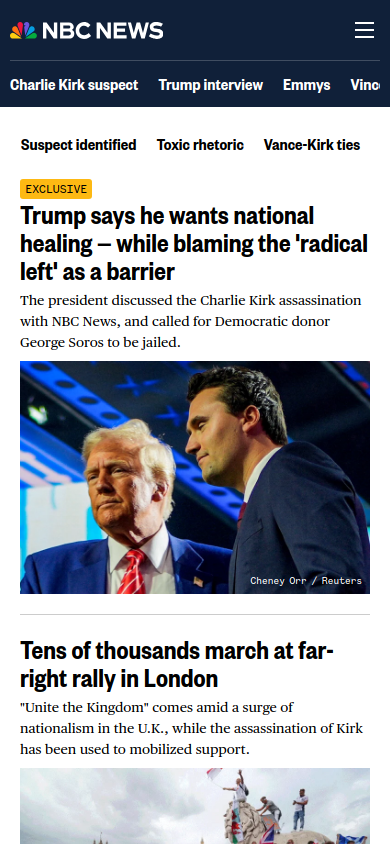 NBC NEWS
Charlie Kirk suspect Trump interview Emmys Vinc
Suspect identified Toxic rhetoric Vance-Kirk ties
EXCLUSIVE
Trump says he wants national
healing – while blaming the 'radical
left' as a barrier
The president discussed the Charlie Kirk assassination
with NBC News, and called for Democratic donor
George Soros to be jailed.
Cheney Orr / Reuters
Tens of thousands march at far-
right rally in London
"Unite the Kingdom" comes amid a surge of
nationalism in the U.K., while the assassination of Kirk
has been used to mobilized support.